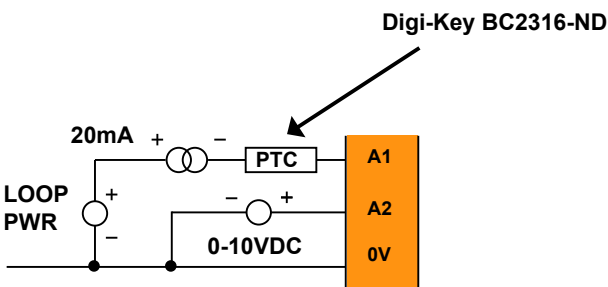 Digi-Key BC2316-ND
20mA + −
PTC
A1
LOOP
PWR
+
−
− +
A2
0-10VDC
0V